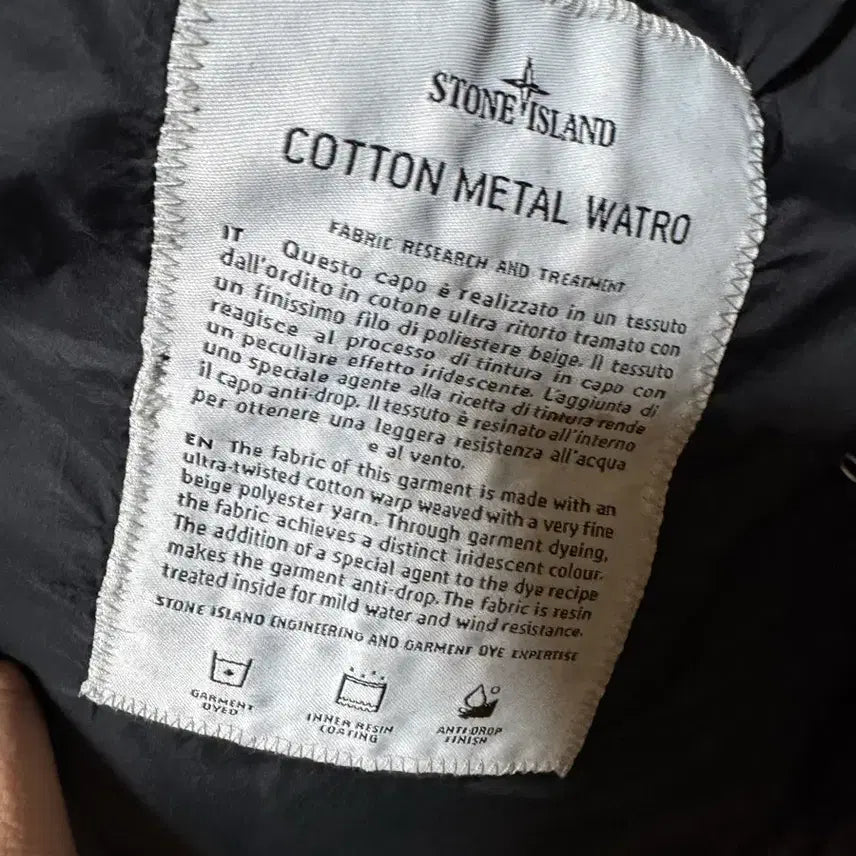 STONE ISLAND
COTTON METAL WATRO
FABRIC RESEARCH AND TREATMENT
IT Questo capo è realizzato in un tessuto
dall'ordito in cotone ultra ritorto tramato con
un finissimo filo di poliestere beige. Il tessuto
reagisce al processo di tintura in capo con
un peculiare effetto iridescente. L'aggiunta di
uno speciale agente alla ricetta di tintura rende
il capo anti-drop. Il tessuto è resinato all'interno
per ottenere una leggera resistenza all'acqua
e al vento.
EN The fabric of this garment is made with an
ultra-twisted cotton warp weaved with a very fine
beige polyester yarn. Through garment dyeing,
the fabric achieves a distinct iridescent colour.
The addition of a special agent to the dye recipe
makes the garment anti-drop. The fabric is resin
treated inside for mild water and wind resistance.
STONE ISLAND ENGINEERING AND GARMENT DYE EXPERTISE
GARMENT
DYED
INNER RESIN
COATING
ANTI-DROP
FINISH